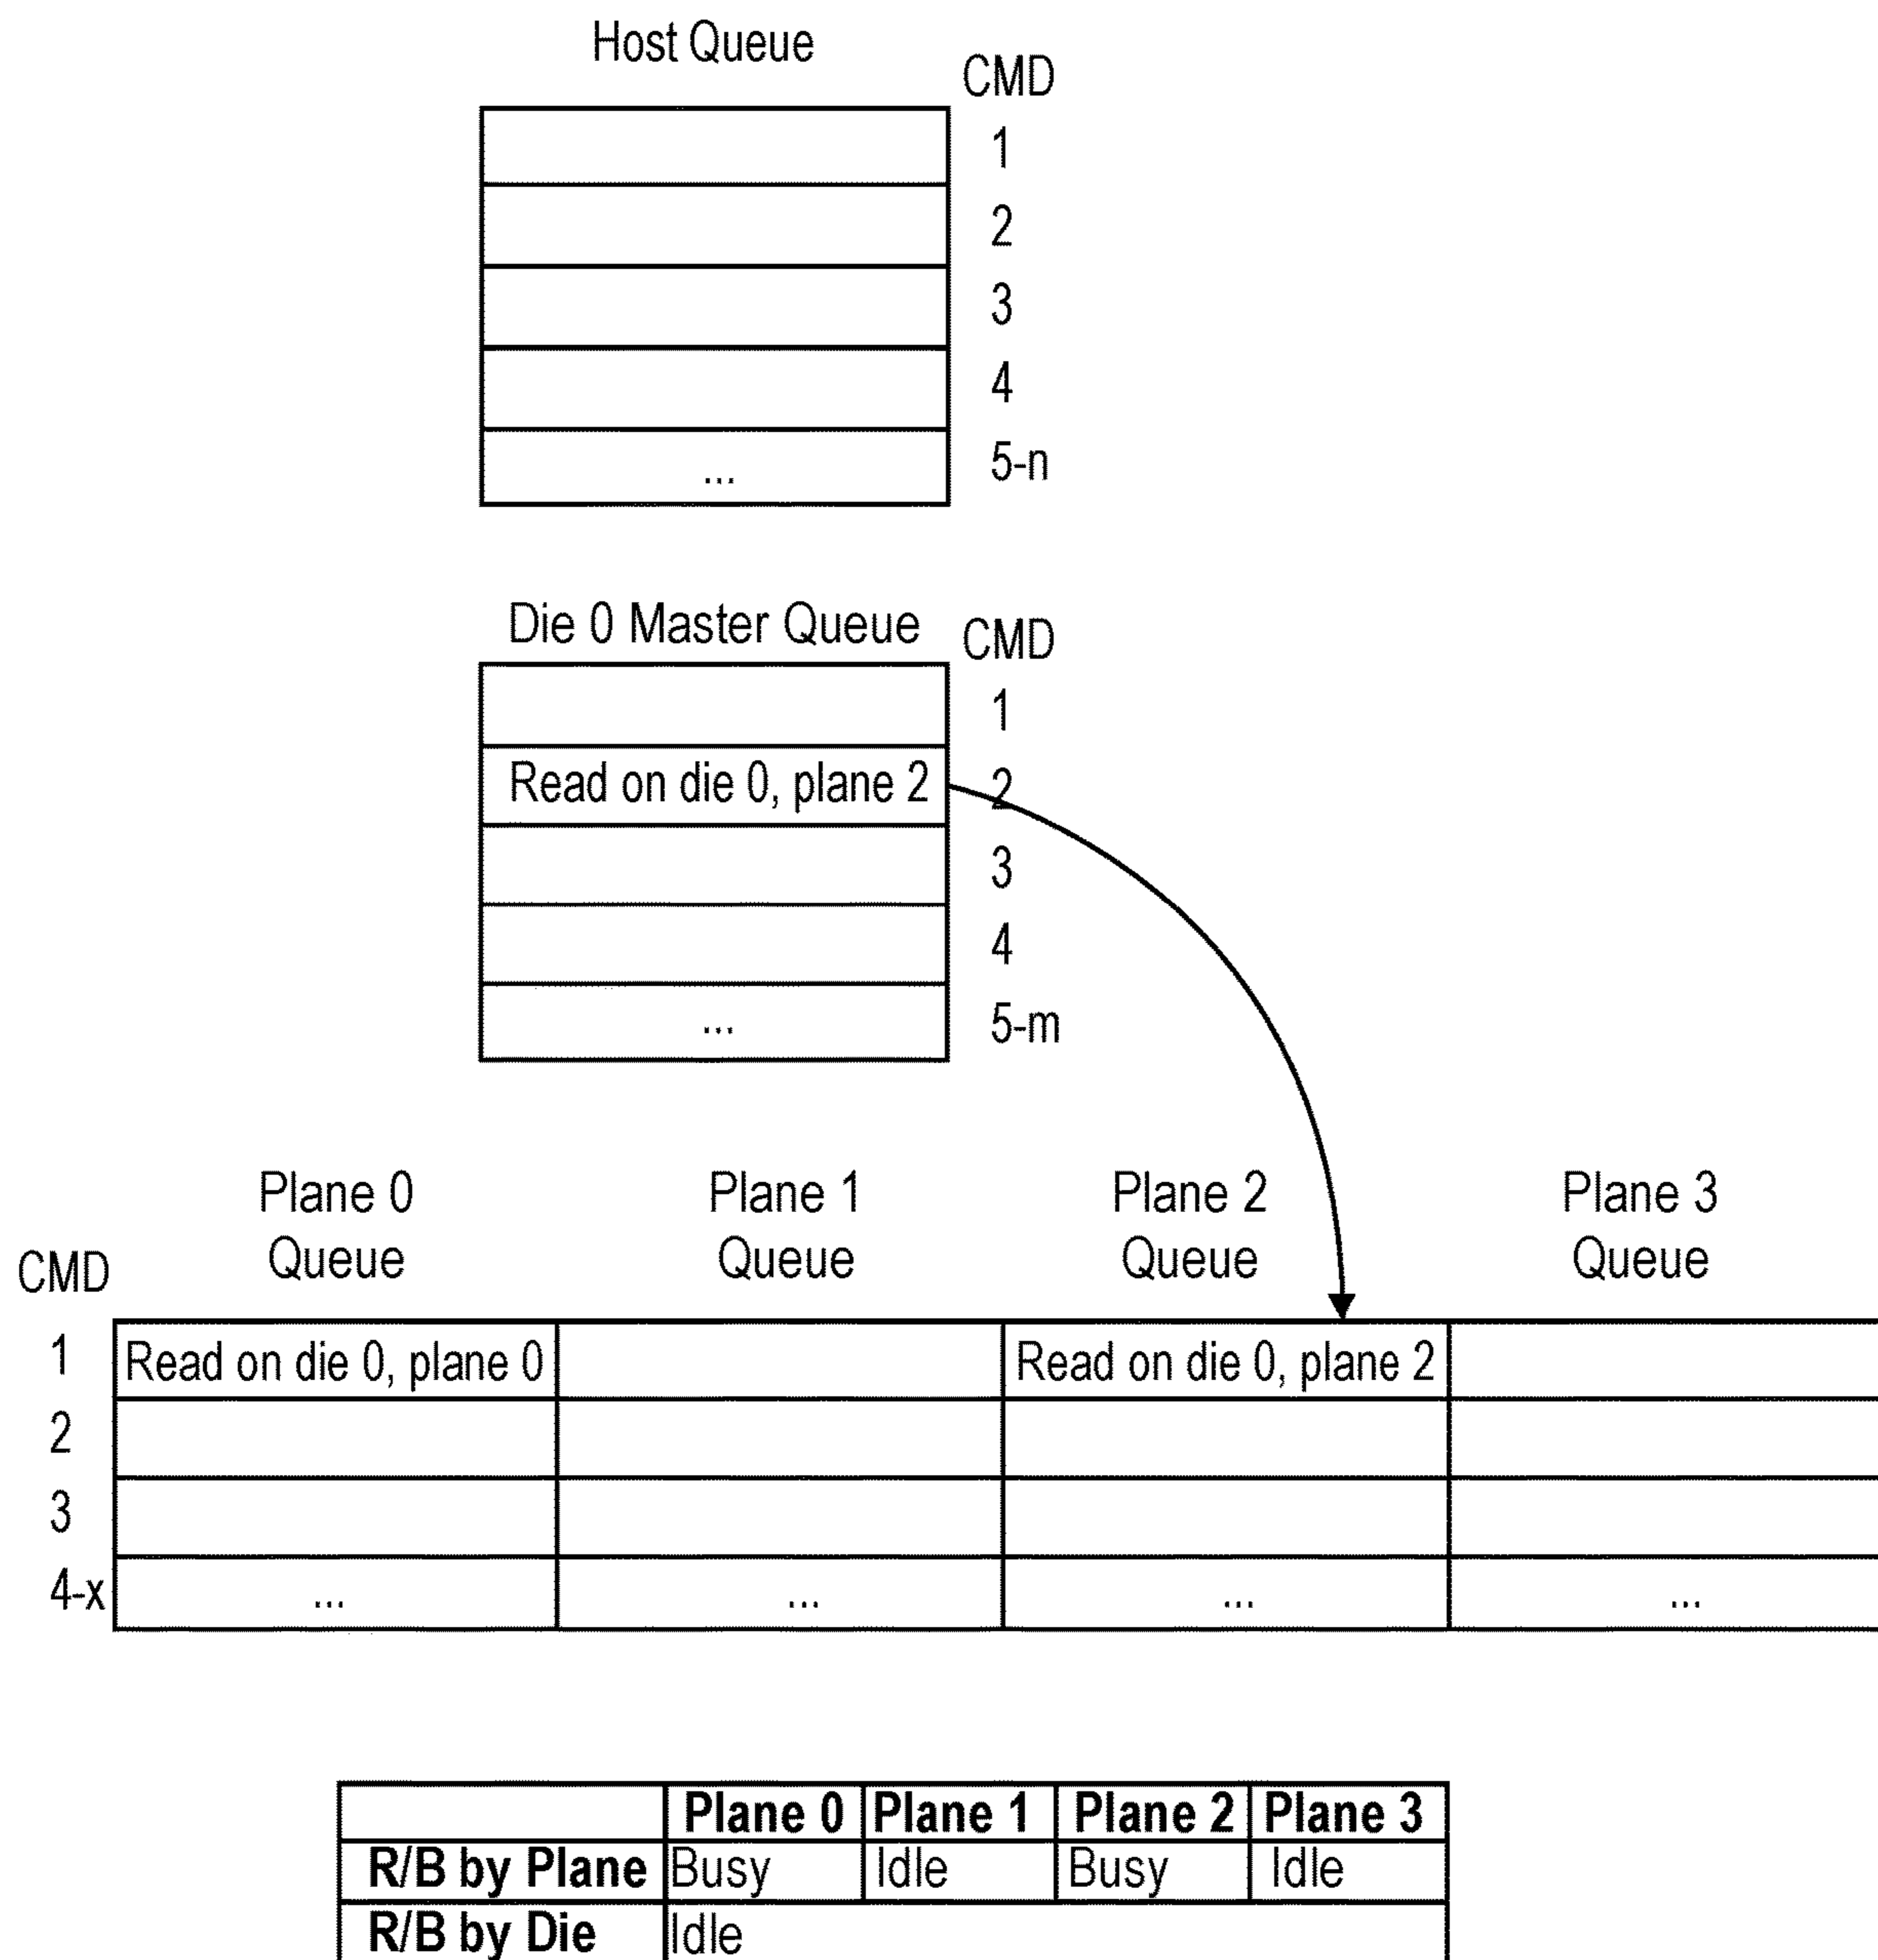 Host Queue
CMD
1
2
3
4
... 5-n
Die 0 Master Queue
CMD
1
Read on die 0, plane 2 2
3
4
... 5-m
Plane 0 Queue
Plane 1 Queue
Plane 2 Queue
Plane 3 Queue
CMD
1 Read on die 0, plane 0 Read on die 0, plane 2
2
3
4-x ... ... ... ...
Plane 0 Plane 1 Plane 2 Plane 3
R/B by Plane Busy Idle Busy Idle
R/B by Die Idle